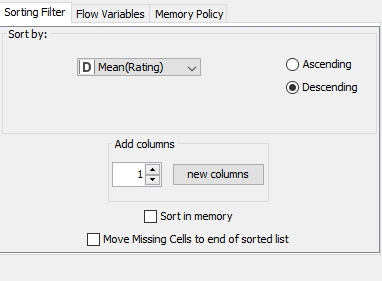 Sorting Filter Flow Variables Memory Policy
Sort by:
D Mean(Rating)
Ascending
Descending
Add columns
1 new columns
Sort in memory
Move Missing Cells to end of sorted list